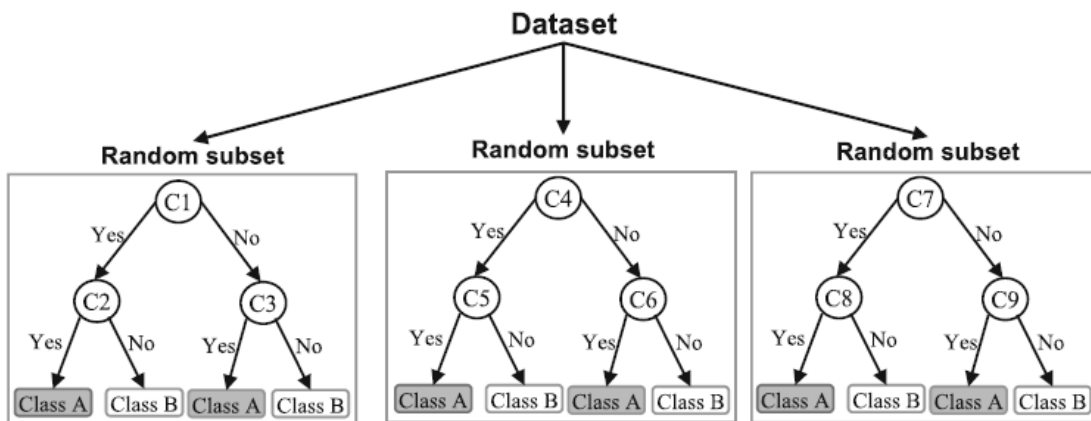 Dataset
Random subset
Random subset
Random subset
C1
Yes
No
C2
C3
Yes
No
Yes
No
Class A
Class B
Class A
Class B
C4
Yes
No
C5
C6
Yes
No
Yes
No
Class A
Class B
Class A
Class B
C7
Yes
No
C8
C9
Yes
No
Yes
No
Class A
Class B
Class A
Class B